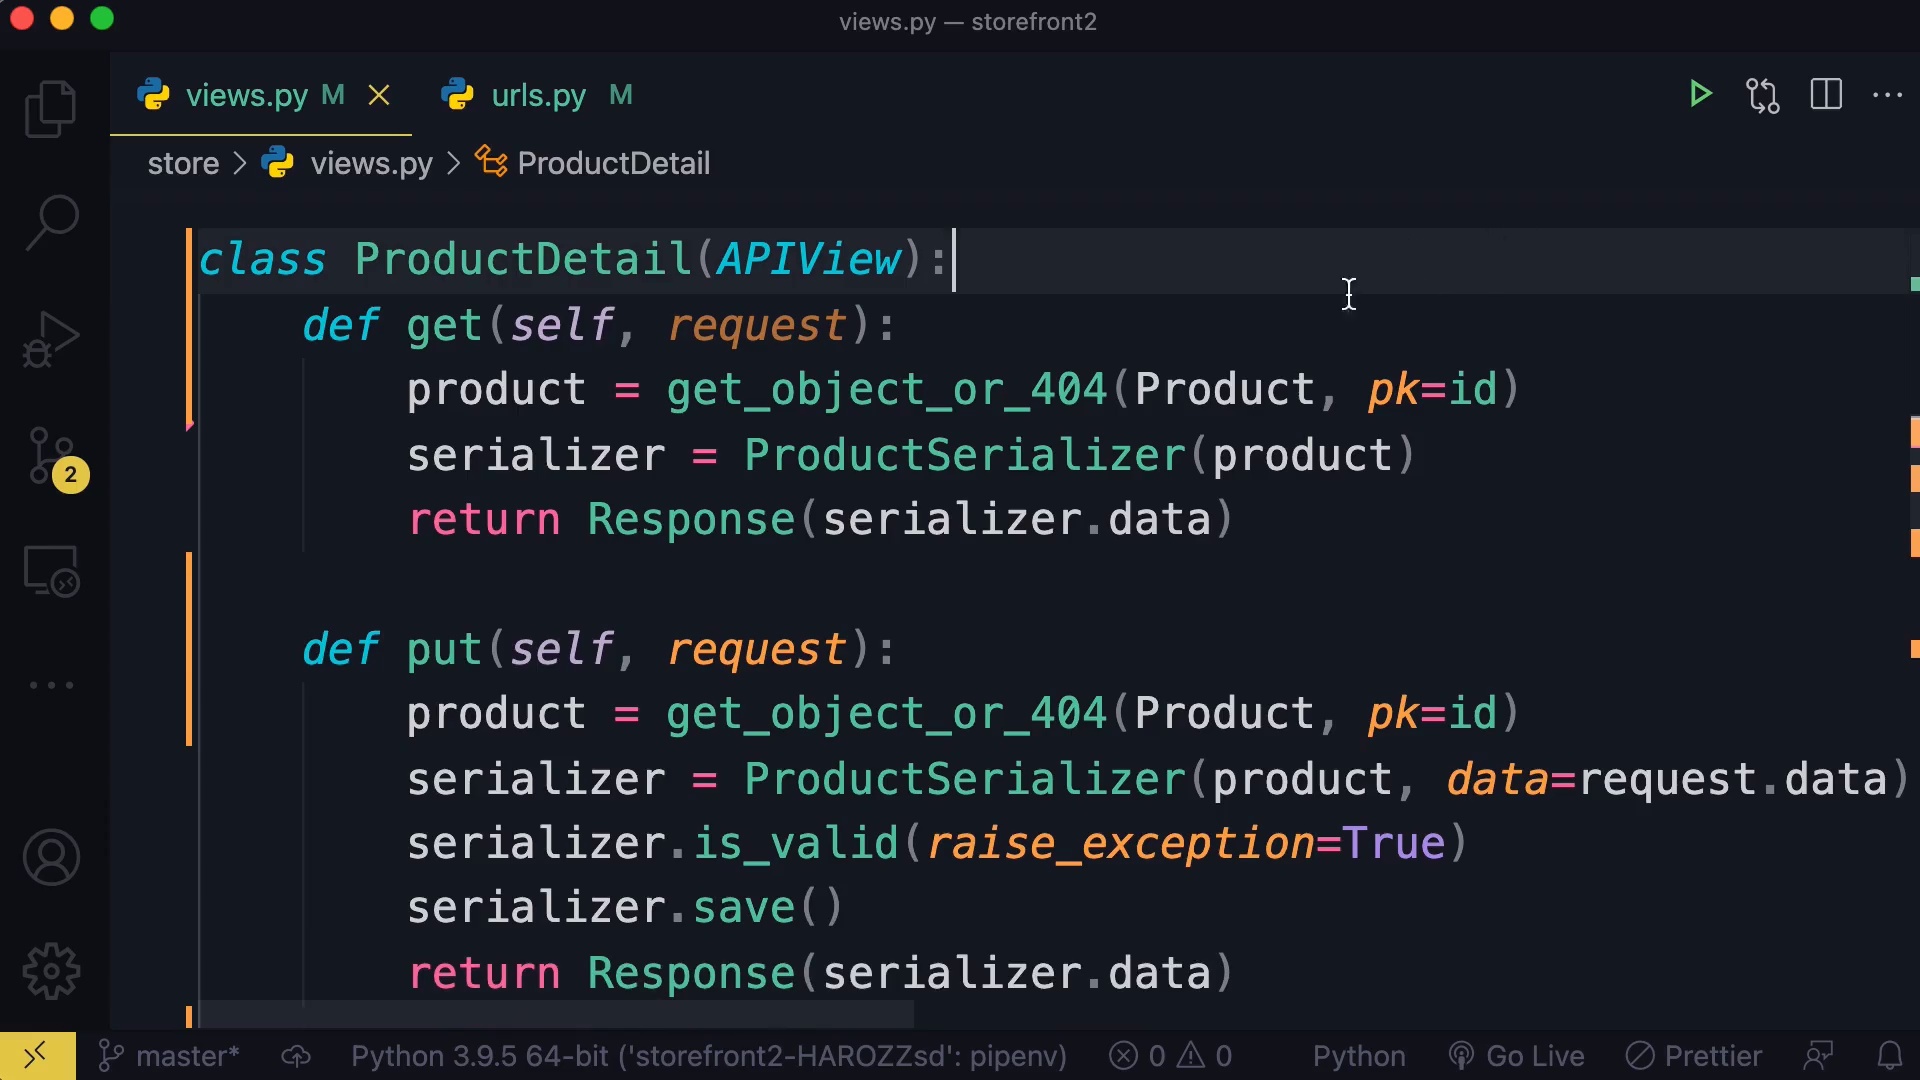 views.py — storefront2
views.py M urls.py M
store > views.py > ProductDetail
class ProductDetail(APIView):
    def get(self, request):
        product = get_object_or_404(Product, pk=id)
        serializer = ProductSerializer(product)
        return Response(serializer.data)
    def put(self, request):
        product = get_object_or_404(Product, pk=id)
        serializer = ProductSerializer(product, data=request.data)
        serializer.is_valid(raise_exception=True)
        serializer.save()
        return Response(serializer.data)
2
master* Python 3.9.5 64-bit ('storefront2-HAROZZsd': pipenv) 0 0 Python Go Live Prettier